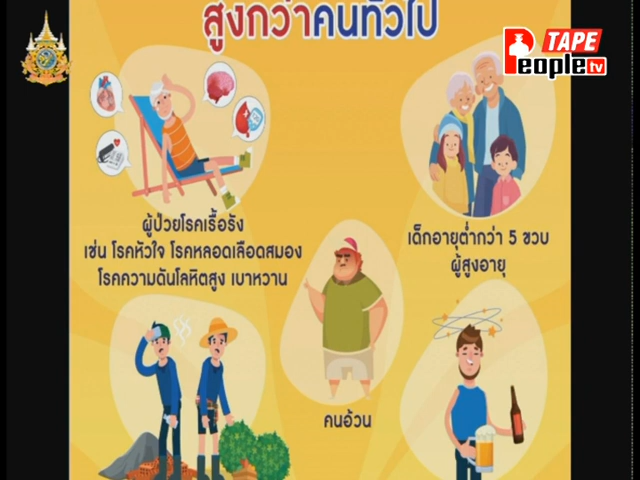 สูงกว่าคนทั่วไป
TAPE
People tv
ผู้ป่วยโรคเรื้อรัง
เช่น โรคหัวใจ โรคหลอดเลือดสมอง
โรคความดันโลหิตสูง เบาหวาน
เด็กอายุต่ำกว่า 5 ขวบ
ผู้สูงอายุ
คนอ้วน